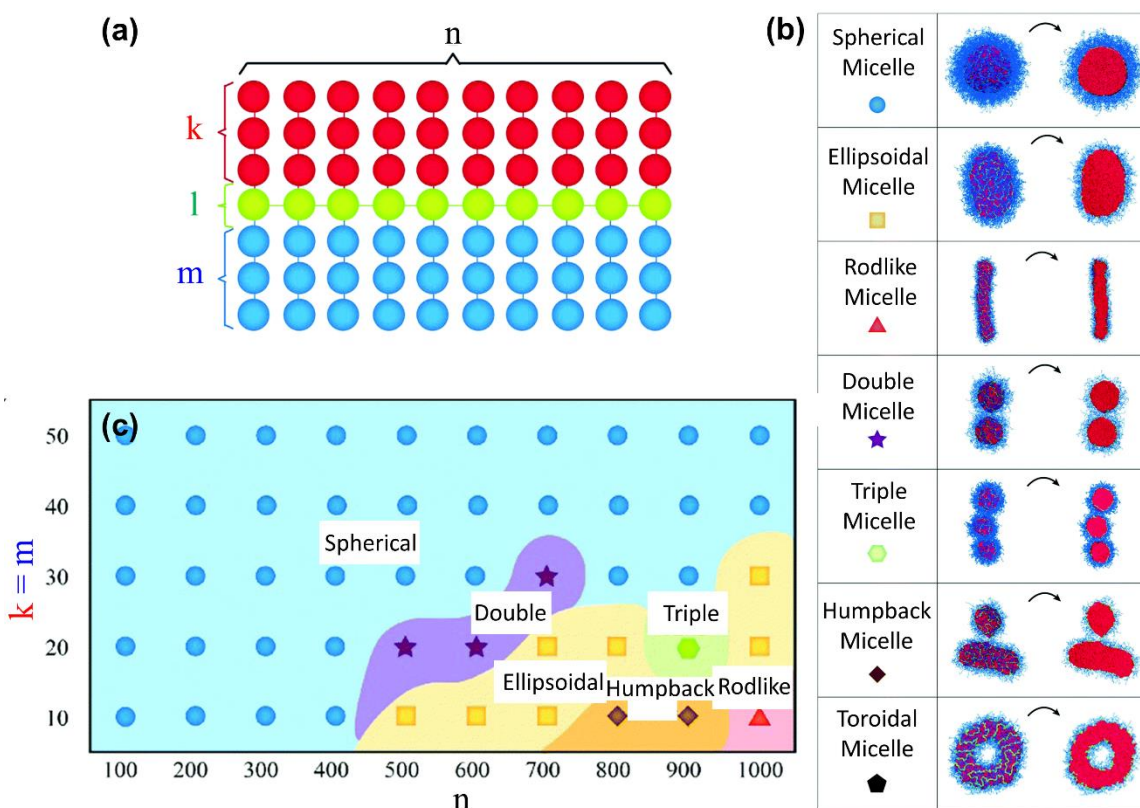 (a)
n
k
l
m
(b)
Spherical
Micelle
Ellipsoidal
Micelle
Rodlike
Micelle
Double
Micelle
Triple
Micelle
Humpback
Micelle
Toroidal
Micelle
(c)
50
40
30
20
10
k = m
Spherical
Double
Triple
Ellipsoidal
Humpback
Rodlike
100 200 300 400 500 600 700 800 900 1000
n